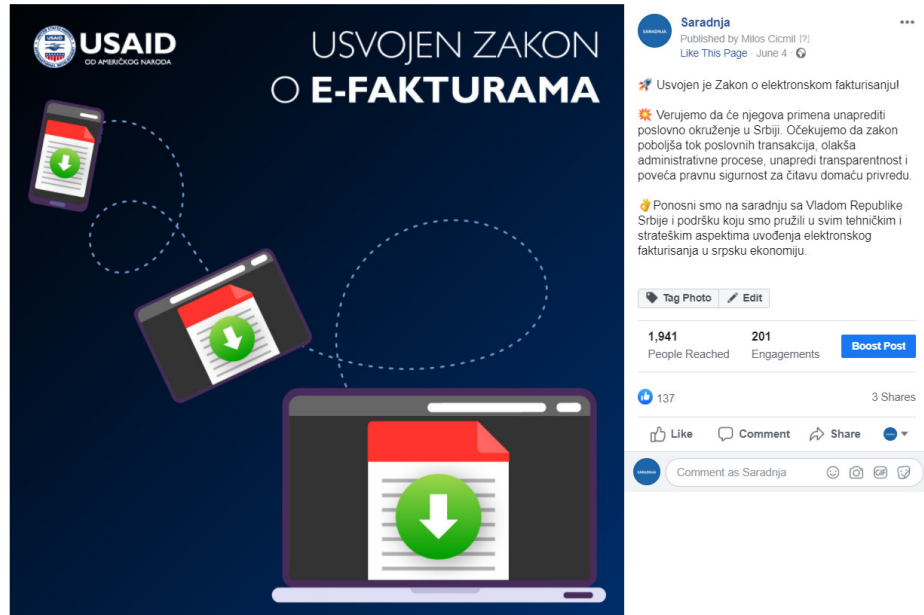 USAID
OD AMERIČKOG NARODA
USVOJEN ZAKON
O E-FAKTURAMA
SARADNJA
Saradnja
Published by Milos Cicmil [?]
Like This Page · June 4 ·
🚀 Usvojen je Zakon o elektronskom fakturisanju!
💥 Verujemo da će njegova primena unaprediti
poslovno okruženje u Srbiji. Očekujemo da zakon
poboljša tok poslovnih transakcija, olakša
administrativne procese, unapredi transparentnost i
poveća pravnu sigurnost za čitavu domaću privredu.
👌Ponosni smo na saradnju sa Vladom Republike
Srbije i podršku koju smo pružili u svim tehničkim i
strateškim aspektima uvođenja elektronskog
fakturisanja u srpsku ekonomiju.
Tag Photo Edit
1,941 201
People Reached Engagements
Boost Post
137 3 Shares
Like Comment Share
SARADNJA
Comment as Saradnja
GIF